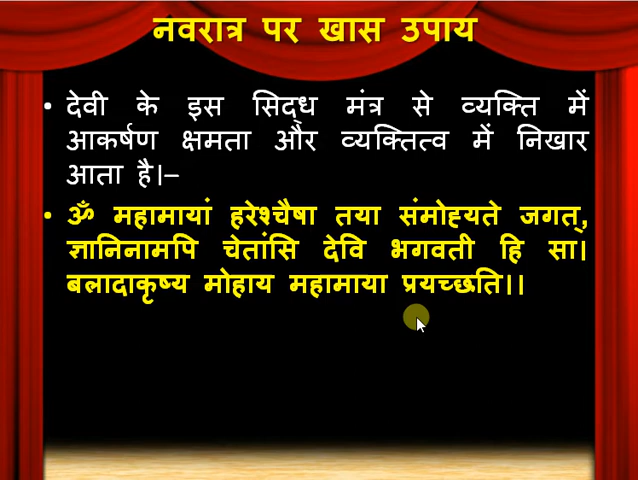 नवरात्र पर खास उपाय
• देवी के इस सिद्ध मंत्र से व्यक्ति में
आकर्षण क्षमता और व्यक्तित्व में निखार
आता है।–
• ॐ महामायां हरेश्चैषा तया संमोह्यते जगत्,
ज्ञानिनामपि चेतांसि देवि भगवती हि सा।
बलादाकृष्य मोहाय महामाया प्रयच्छति।।